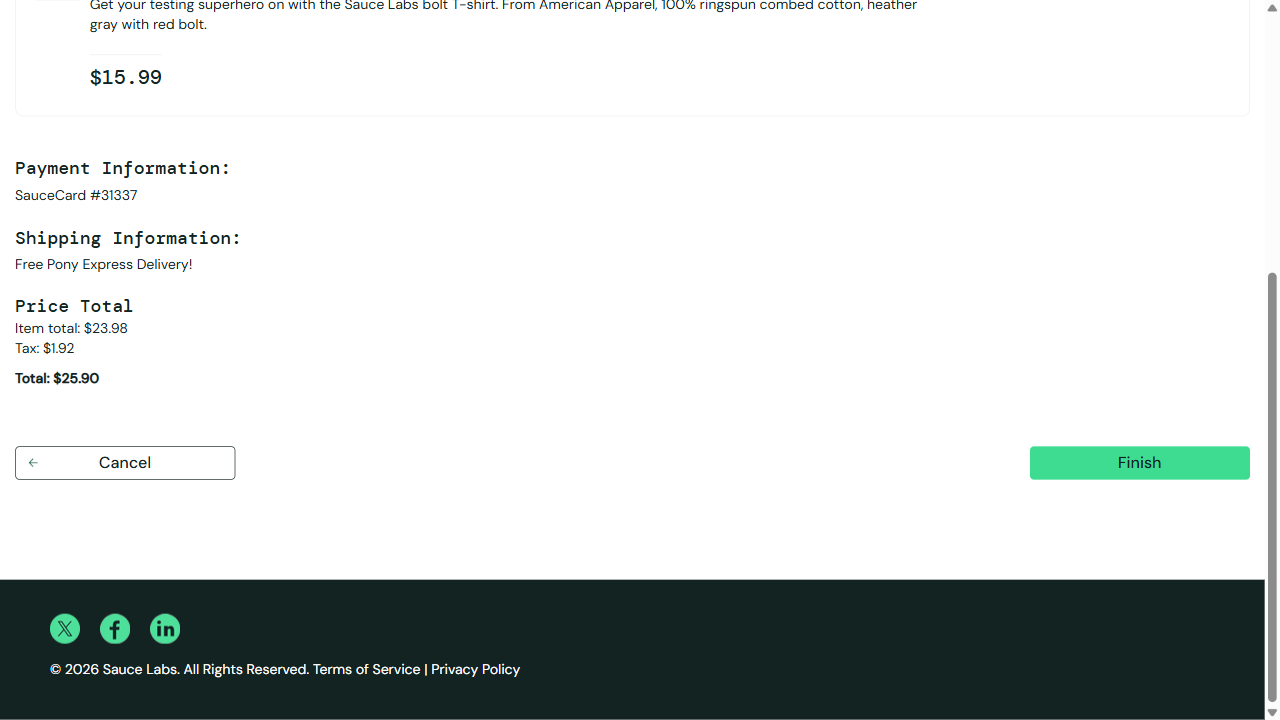 Get your testing superhero on with the Sauce Labs bolt T-shirt. From American Apparel, 100% ringspun combed cotton, heather
gray with red bolt.
$15.99
Payment Information:
SauceCard #31337
Shipping Information:
Free Pony Express Delivery!
Price Total
Item total: $23.98
Tax: $1.92
Total: $25.90
Cancel
Finish
© 2026 Sauce Labs. All Rights Reserved. Terms of Service | Privacy Policy